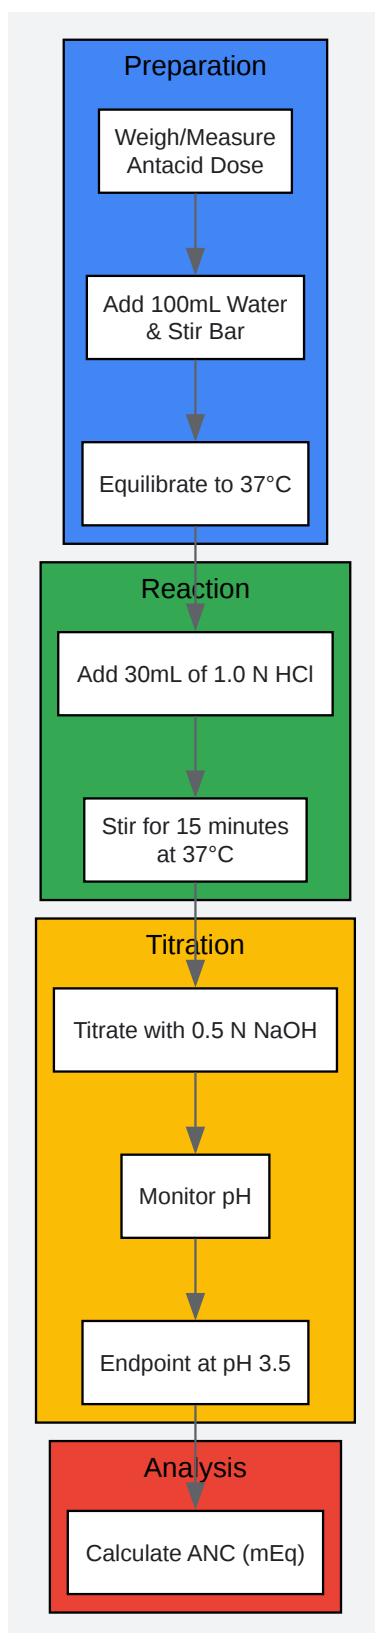 Preparation
Weigh/Measure
Antacid Dose
Add 100mL Water
& Stir Bar
Equilibrate to 37°C
Reaction
Add 30mL of 1.0 N HCl
Stir for 15 minutes
at 37°C
Titration
Titrate with 0.5 N NaOH
Monitor pH
Endpoint at pH 3.5
Analysis
Calculate ANC (mEq)